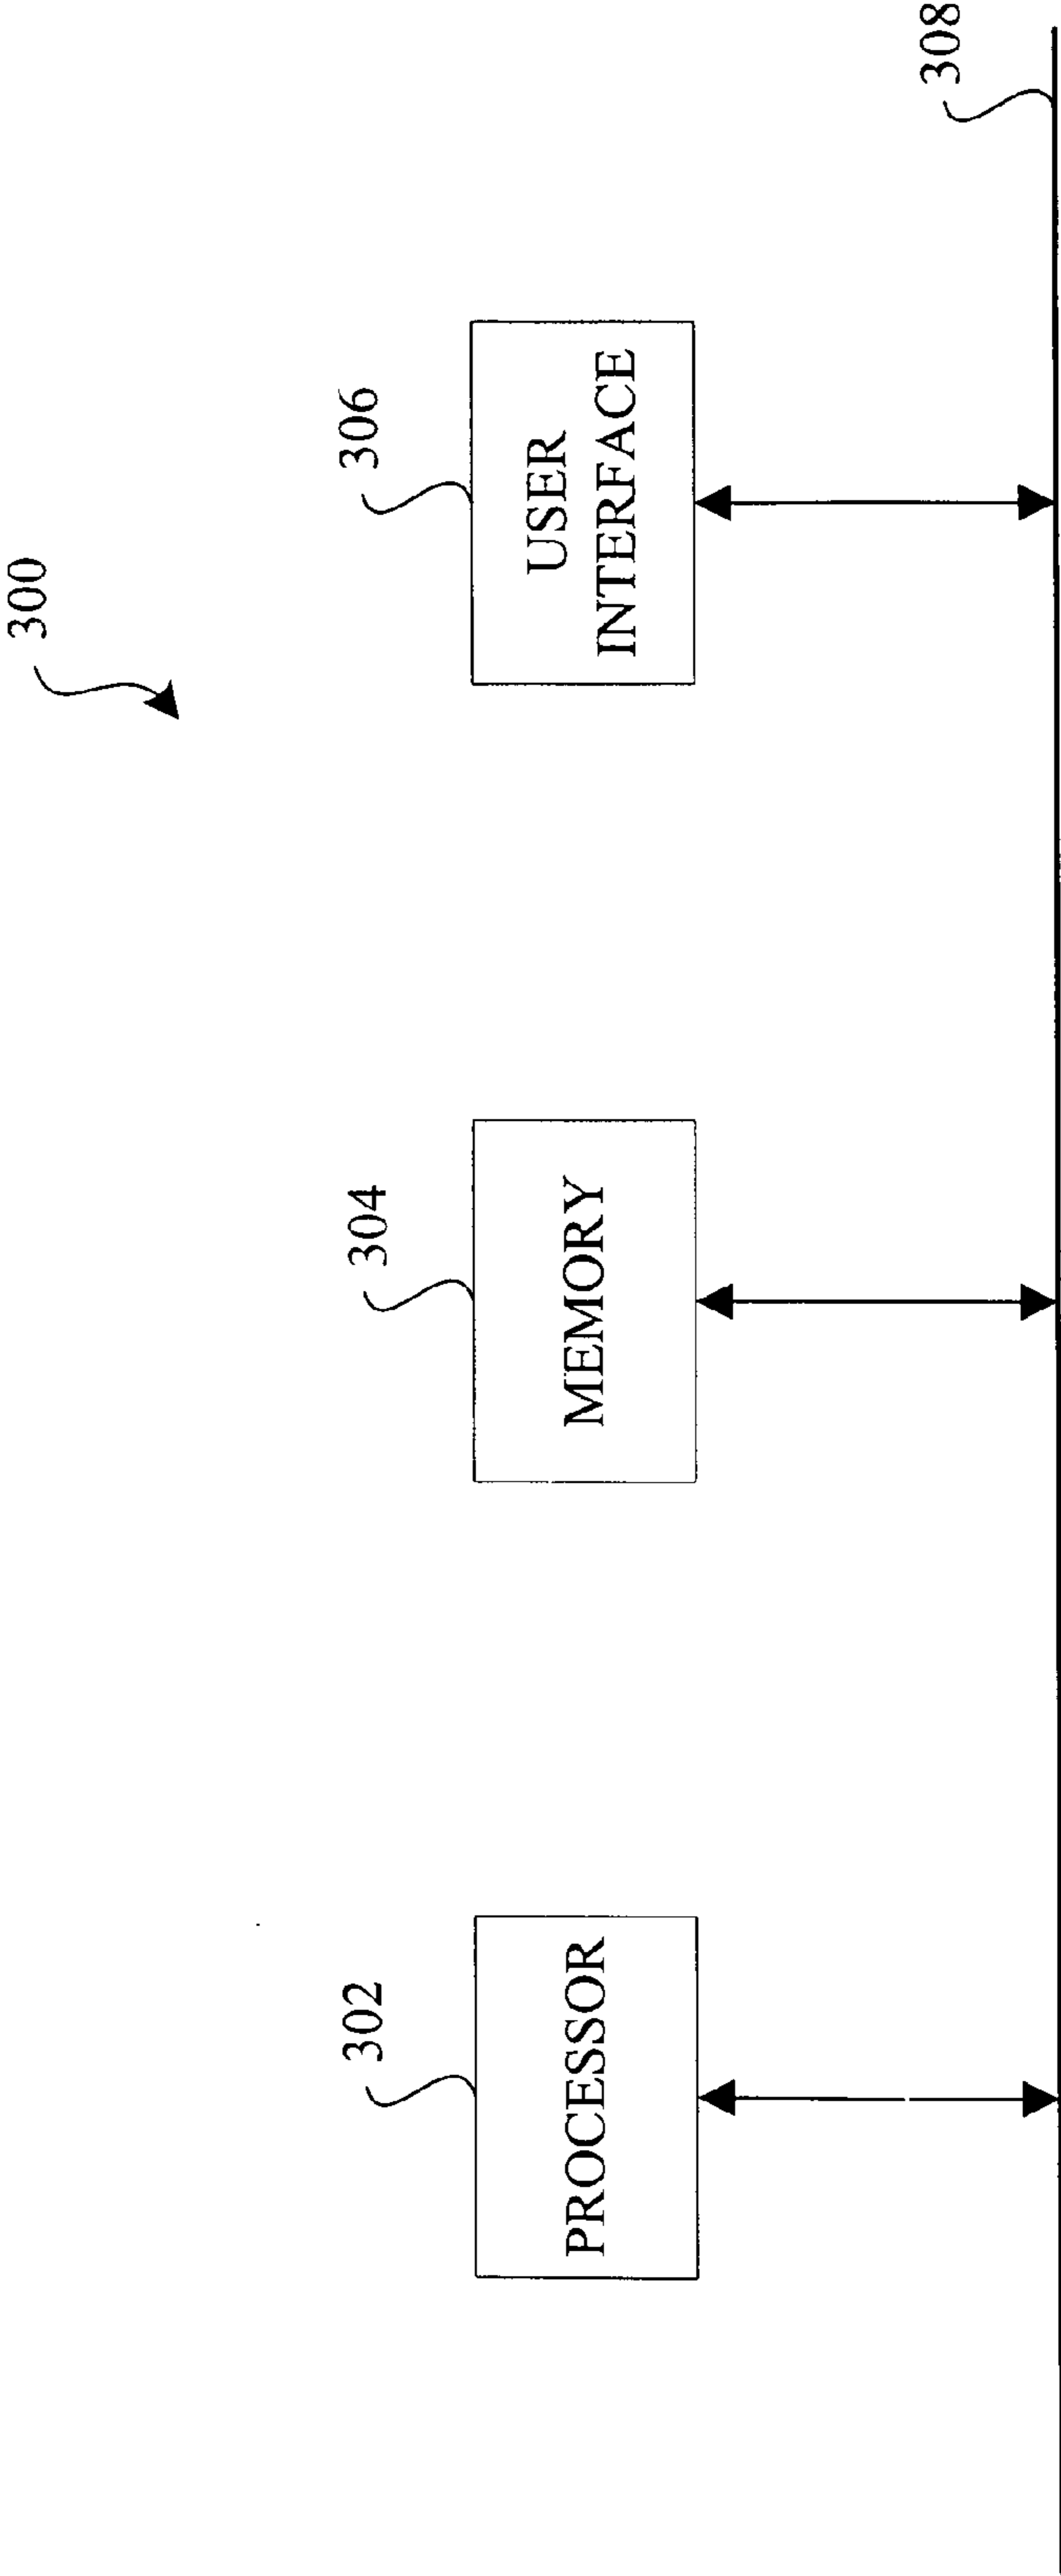 300
302
304
306
PROCESSOR
MEMORY
USER
INTERFACE
308